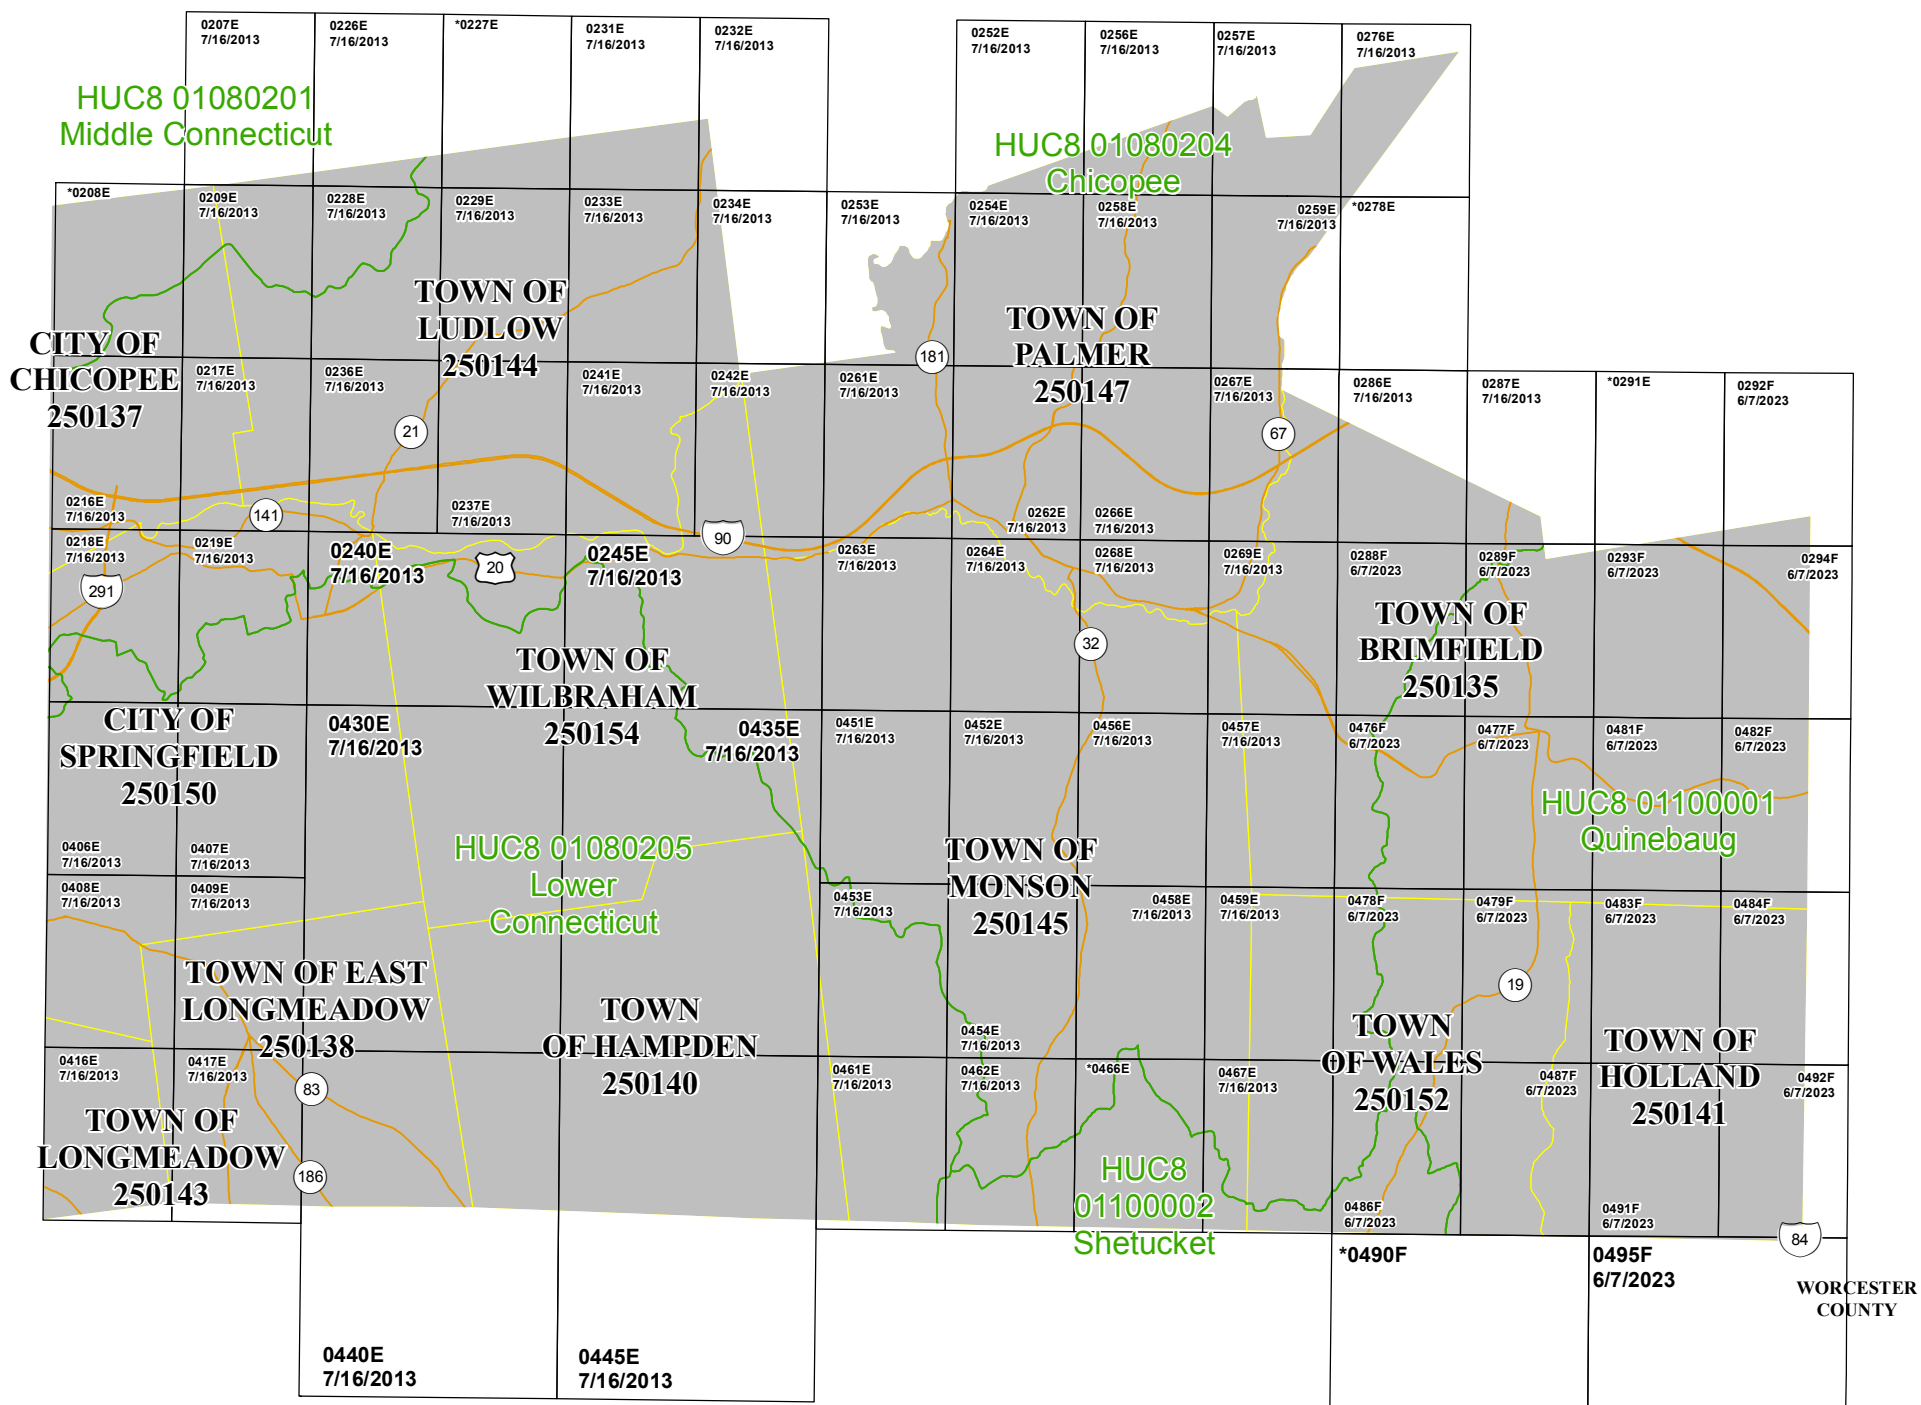 0207E
7/16/2013
0226E
7/16/2013
*0227E
0231E
7/16/2013
0232E
7/16/2013
0252E
7/16/2013
0256E
7/16/2013
0257E
7/16/2013
0276E
7/16/2013
HUC8 01080201
Middle Connecticut
HUC8 01080204
Chicopee
*0208E
0209E
7/16/2013
0228E
7/16/2013
0229E
7/16/2013
0233E
7/16/2013
0234E
7/16/2013
0253E
7/16/2013
0254E
7/16/2013
0258E
7/16/2013
0259E
7/16/2013
*0278E
TOWN OF
LUDLOW
250144
TOWN OF
PALMER
250147
CITY OF
CHICOPEE
250137
181
0217E
7/16/2013
0236E
7/16/2013
0241E
7/16/2013
0242E
7/16/2013
0261E
7/16/2013
0267E
7/16/2013
0286E
7/16/2013
0287E
7/16/2013
*0291E
0292F
6/7/2023
21
67
0216E
7/16/2013
141
0237E
7/16/2013
0262E
7/16/2013
0266E
7/16/2013
0218E
7/16/2013
0219E
7/16/2013
0240E
7/16/2013
20
0245E
7/16/2013
90
0263E
7/16/2013
0264E
7/16/2013
0268E
7/16/2013
0269E
7/16/2013
0288F
6/7/2023
0289F
6/7/2023
0293F
6/7/2023
0294F
6/7/2023
291
32
TOWN OF
BRIMFIELD
250135
TOWN OF
WILBRAHAM
250154
CITY OF
SPRINGFIELD
250150
0430E
7/16/2013
0435E
7/16/2013
0451E
7/16/2013
0452E
7/16/2013
0456E
7/16/2013
0457E
7/16/2013
0476F
6/7/2023
0477F
6/7/2023
0481F
6/7/2023
0482F
6/7/2023
HUC8 01100001
Quinebaug
0406E
7/16/2013
0407E
7/16/2013
HUC8 01080205
Lower
Connecticut
TOWN OF
MONSON
250145
0408E
7/16/2013
0409E
7/16/2013
0453E
7/16/2013
0458E
7/16/2013
0459E
7/16/2013
0478F
6/7/2023
0479F
6/7/2023
0483F
6/7/2023
0484F
6/7/2023
TOWN OF EAST
LONGMEADOW
250138
19
TOWN
OF HAMPDEN
250140
0454E
7/16/2013
TOWN
OF WALES
250152
TOWN OF
HOLLAND
250141
0416E
7/16/2013
0417E
7/16/2013
83
0461E
7/16/2013
0462E
7/16/2013
*0466E
0467E
7/16/2013
0487F
6/7/2023
0492F
6/7/2023
TOWN OF
LONGMEADOW
250143
186
HUC8
01100002
Shetucket
0486F
6/7/2023
0491F
6/7/2023
84
*0490F
0495F
6/7/2023
WORCESTER
COUNTY
0440E
7/16/2013
0445E
7/16/2013